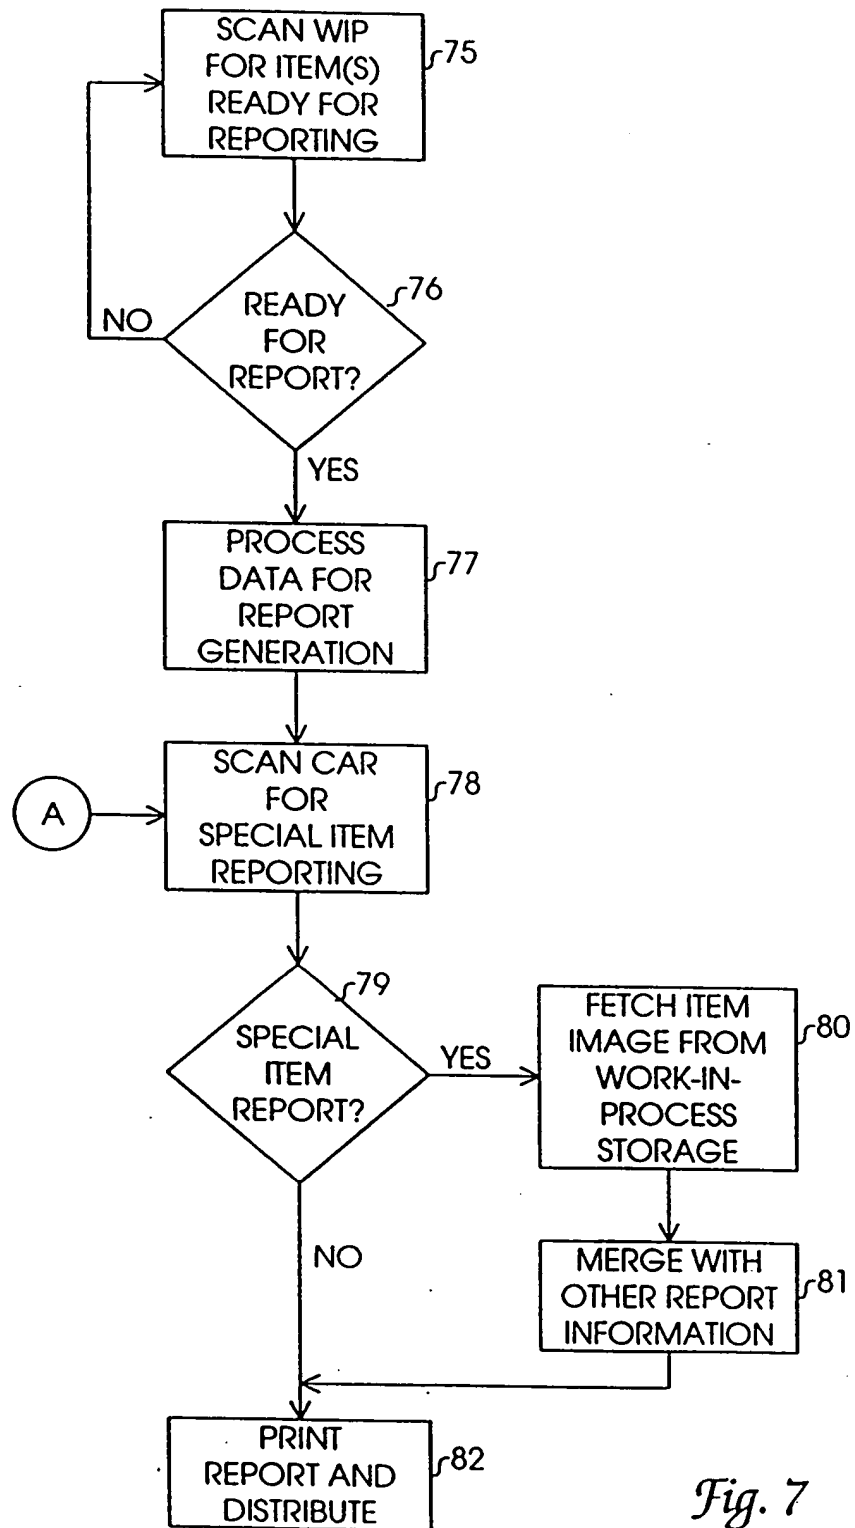 SCAN WIP
FOR ITEM(S)
READY FOR
REPORTING
75
READY
FOR
REPORT?
76
NO
YES
PROCESS
DATA FOR
REPORT
GENERATION
77
A
SCAN CAR
FOR
SPECIAL ITEM
REPORTING
78
SPECIAL
ITEM
REPORT?
79
YES
NO
FETCH ITEM
IMAGE FROM
WORK-IN-
PROCESS
STORAGE
80
MERGE WITH
OTHER REPORT
INFORMATION
81
PRINT
REPORT AND
DISTRIBUTE
82
Fig. 7